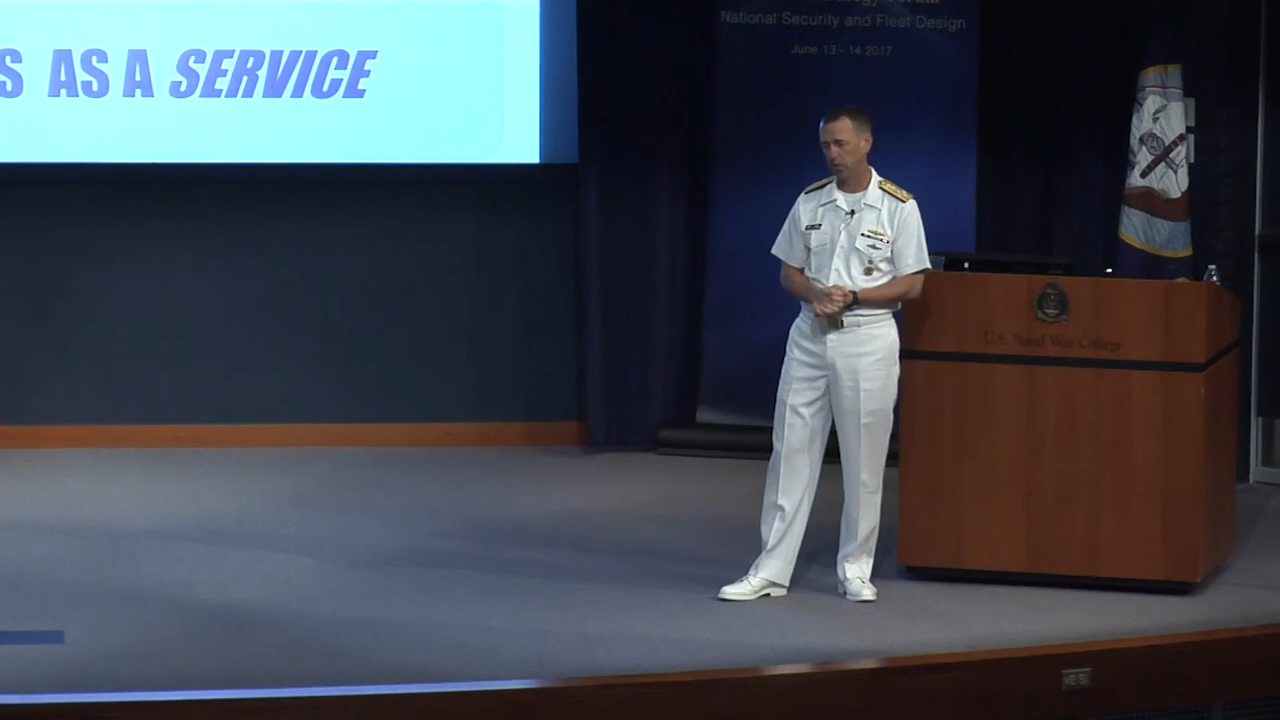 S AS A SERVICE
National Security and Fleet Design
June 13 - 14 2017
U.S. Naval War College